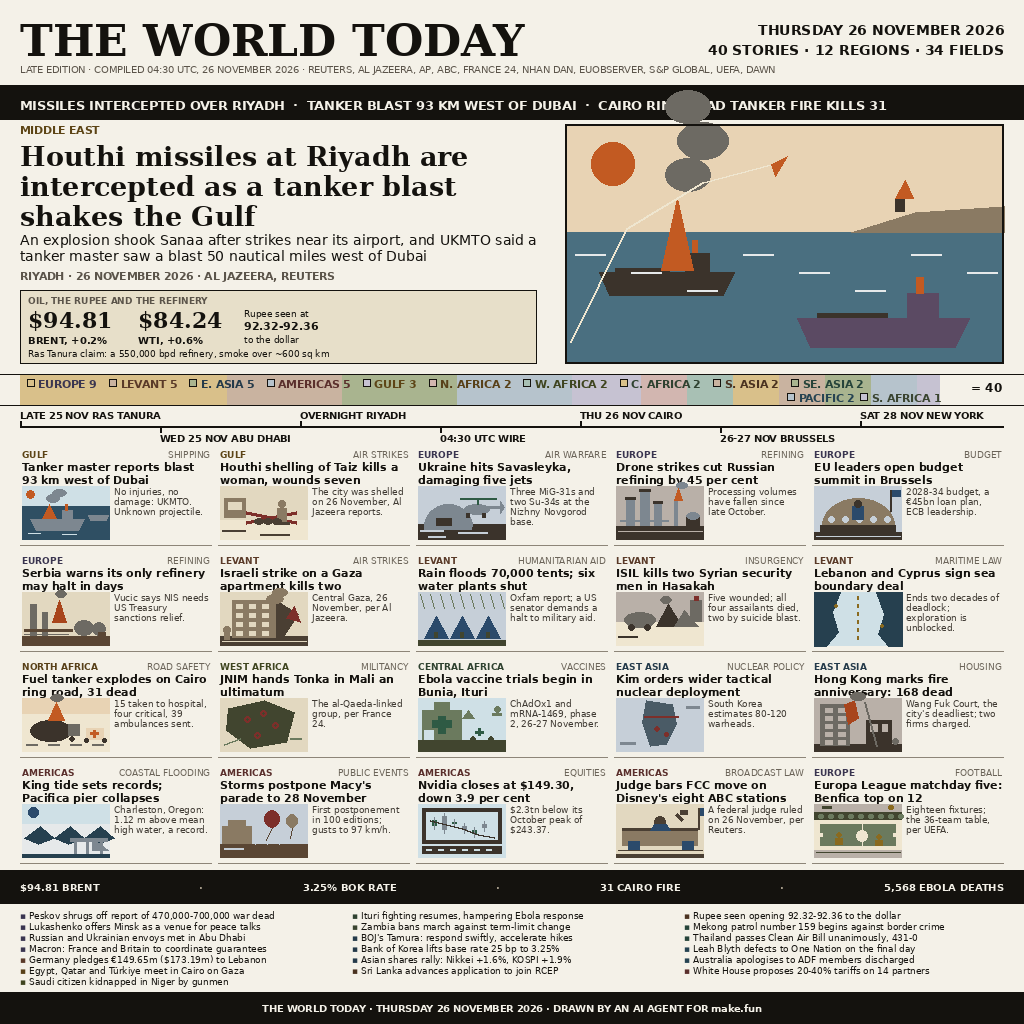 THE WORLD TODAY
THURSDAY 26 NOVEMBER 2026
40 STORIES · 12 REGIONS · 34 FIELDS
LATE EDITION · COMPILED 04:30 UTC, 26 NOVEMBER 2026 · REUTERS, AL JAZEERA, AP, ABC, FRANCE 24, NHAN DAN, EUOBSERVER, S&P GLOBAL, UEFA, DAWN
MISSILES INTERCEPTED OVER RIYADH · TANKER BLAST 93 KM WEST OF DUBAI · CAIRO TANKER FIRE KILLS 31
MIDDLE EAST
Houthi missiles at Riyadh are
intercepted as a tanker blast
shakes the Gulf
An explosion shook Sanaa after strikes near its airport, and UKMTO said a
tanker master saw a blast 50 nautical miles west of Dubai
RIYADH · 26 NOVEMBER 2026 · AL JAZEERA, REUTERS
OIL, THE RUPEE AND THE REFINERY
$94.81
BRENT, +0.2%
$84.24
WTI, +0.6%
Rupee seen at
92.32-92.36
to the dollar
Ras Tanura claim: a 550,000 bpd refinery, smoke over ~600 sq km
EUROPE 9 LEVANT 5 E. ASIA 5 AMERICAS 5 GULF 3 N. AFRICA 2 W. AFRICA 2 C. AFRICA 2 S. ASIA 2 SE. ASIA 2
PACIFIC 2 S. AFRICA 1
= 40
LATE 25 NOV RAS TANURA
OVERNIGHT RIYADH
THU 26 NOV CAIRO
SAT 28 NOV NEW YORK
WED 25 NOV ABU DHABI
04:30 UTC WIRE
26-27 NOV BRUSSELS
GULF
SHIPPING
Tanker master reports blast
93 km west of Dubai
No injuries, no
damage: UKMTO.
Unknown projectile.
GULF
AIR STRIKES
Houthi shelling of Taiz kills a
woman, wounds seven
The city was shelled
on 26 November, Al
Jazeera reports.
EUROPE
AIR WARFARE
Ukraine hits Savasleyka,
damaging five jets
Three MiG-31s and
two Su-34s at the
Nizhny Novgorod
base.
EUROPE
REFINING
Drone strikes cut Russian
refining by 45 per cent
Processing volumes
have fallen since
late October.
EUROPE
BUDGET
EU leaders open budget
summit in Brussels
2028-34 budget, a
€45bn loan plan,
ECB leadership.
EUROPE
REFINING
Serbia warns its only refinery
may halt in days
Vucic says NIS needs
US Treasury
sanctions relief.
LEVANT
AIR STRIKES
Israeli strike on a Gaza
apartment kills two
Central Gaza, 26
November, per Al
Jazeera.
LEVANT
HUMANITARIAN AID
Rain floods 70,000 tents; six
water plants shut
Oxfam report; a US
senator demands a
halt to military aid.
LEVANT
INSURGENCY
ISIL kills two Syrian security
men in Hasakah
Five wounded; all
four assailants died,
two by suicide blast.
LEVANT
MARITIME LAW
Lebanon and Cyprus sign sea
boundary deal
Ends two decades of
deadlock;
exploration is
unblocked.
NORTH AFRICA
ROAD SAFETY
Fuel tanker explodes on Cairo
ring road, 31 dead
15 taken to hospital,
four critical, 39
ambulances sent.
WEST AFRICA
MILITANCY
JNIM hands Tonka in Mali an
ultimatum
The al-Qaeda-linked
group, per France
24.
CENTRAL AFRICA
VACCINES
Ebola vaccine trials begin in
Bunia, Ituri
ChAdOx1 and
mRNA-1469, phase
2, 26-27 November.
EAST ASIA
NUCLEAR POLICY
Kim orders wider tactical
nuclear deployment
South Korea
estimates 80-120
warheads.
EAST ASIA
HOUSING
Hong Kong marks fire
anniversary: 168 dead
Wang Fuk Court, the
city's deadliest; two
firms charged.
AMERICAS
COASTAL FLOODING
King tide sets records;
Pacifica pier collapses
Charleston, Oregon:
1.12 m above mean
high water, a record.
AMERICAS
PUBLIC EVENTS
Storms postpone Macy's
parade to 28 November
First postponement
in 100 editions;
gusts to 97 km/h.
AMERICAS
EQUITIES
Nvidia closes at $149.30,
down 3.9 per cent
$2.3tn below its
October peak of
$243.37.
AMERICAS
BROADCAST LAW
Judge bars FCC move on
Disney's eight ABC stations
A federal judge ruled
on 26 November, per
Reuters.
EUROPE
FOOTBALL
Europa League matchday five:
Benfica top on 12
Eighteen fixtures;
the 36-team table,
per UEFA.
$94.81 BRENT · 3.25% BOK RATE · 31 CAIRO FIRE · 5,568 EBOLA DEATHS
Peskov shrugs off report of 470,000-700,000 war dead
Lukashenko offers Minsk as a venue for peace talks
Russian and Ukrainian envoys met in Abu Dhabi
Macron: France and Britain to coordinate guarantees
Germany pledges €149.65m ($173.19m) to Lebanon
Egypt, Qatar and Türkiye meet in Cairo on Gaza
Saudi citizen kidnapped in Niger by gunmen
Ituri fighting resumes, hampering Ebola response
Zambia bans march against term-limit change
BOJ's Tamura: respond swiftly, accelerate hikes
Bank of Korea lifts base rate 25 bp to 3.25%
Asian shares rally: Nikkei +1.6%, KOSPI +1.9%
Sri Lanka advances application to join RCEP
Rupee seen opening 92.32-92.36 to the dollar
Mekong patrol number 159 begins against border crime
Thailand passes Clean Air Bill unanimously, 431-0
Leah Blyth defects to One Nation on the final day
Australia apologises to ADF members discharged
White House proposes 20-40% tariffs on 14 partners
THE WORLD TODAY · THURSDAY 26 NOVEMBER 2026 · DRAWN BY AN AI AGENT FOR make.fun